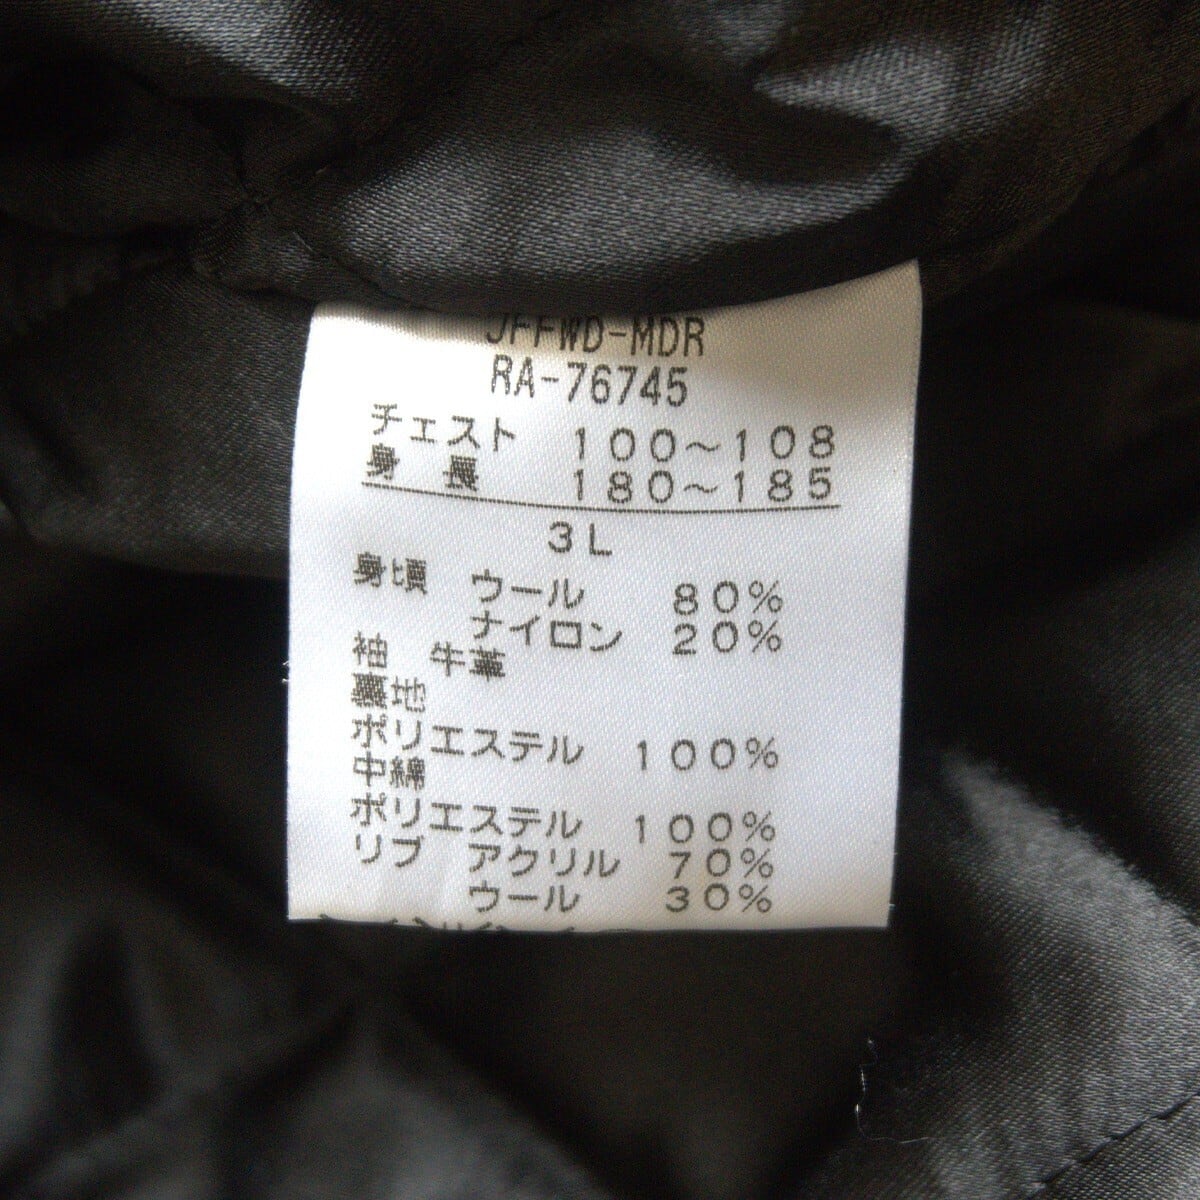 JFFWD-MDR
RA-76745
チェスト 100～108
身長 180～185
3L
身頃 ウール 80%
ナイロン 20%
袖 牛革
裏地
ポリエステル 100%
中綿
ポリエステル 100%
リブ アクリル 70%
ウール 30%